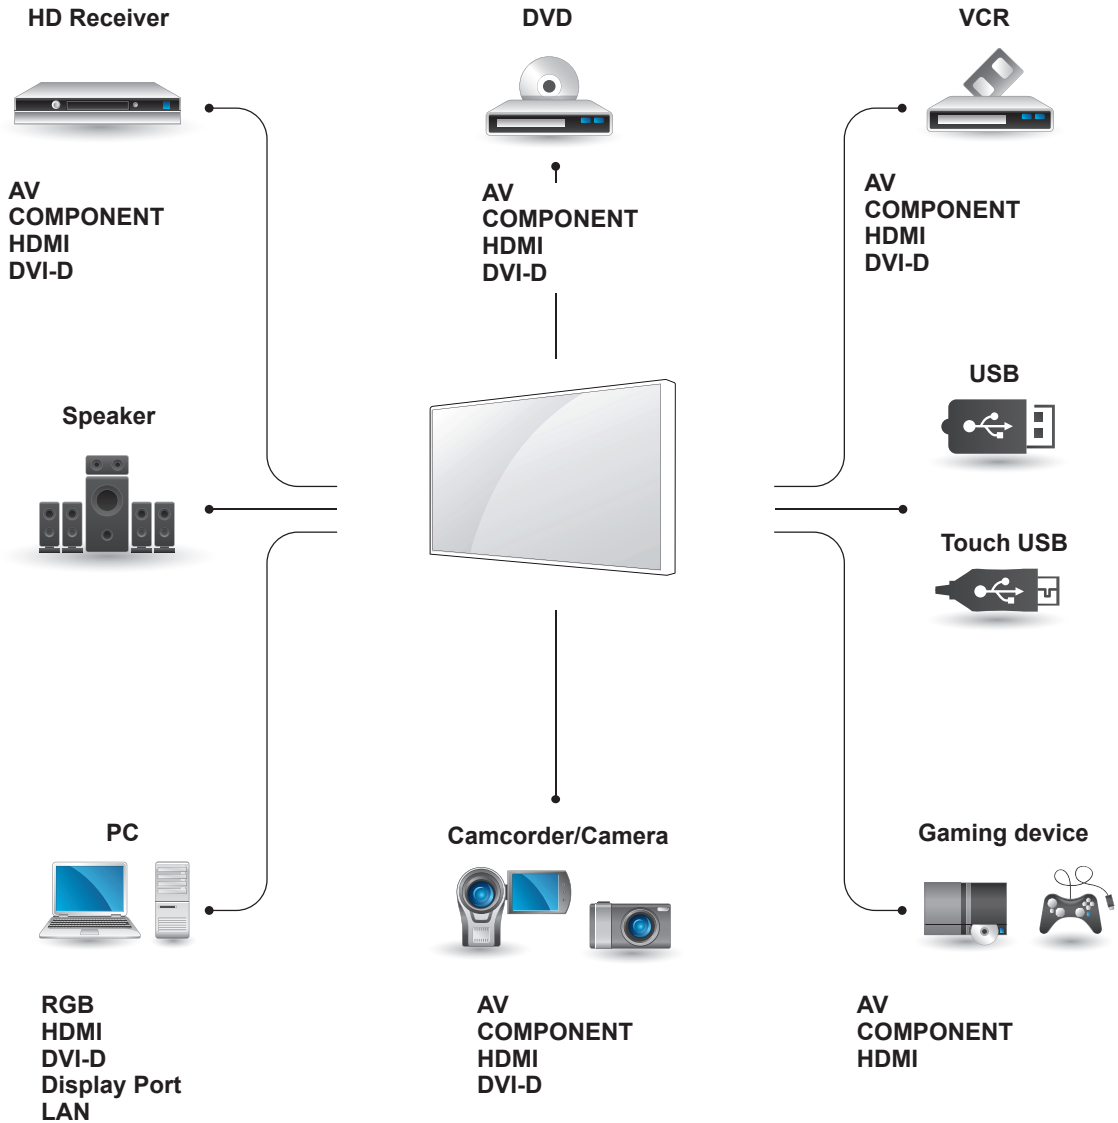 HD Receiver
AV
COMPONENT
HDMI
DVI-D
DVD
AV
COMPONENT
HDMI
DVI-D
VCR
AV
COMPONENT
HDMI
DVI-D
Speaker
USB
Touch USB
PC
RGB
HDMI
DVI-D
Display Port
LAN
Camcorder/Camera
AV
COMPONENT
HDMI
DVI-D
Gaming device
AV
COMPONENT
HDMI